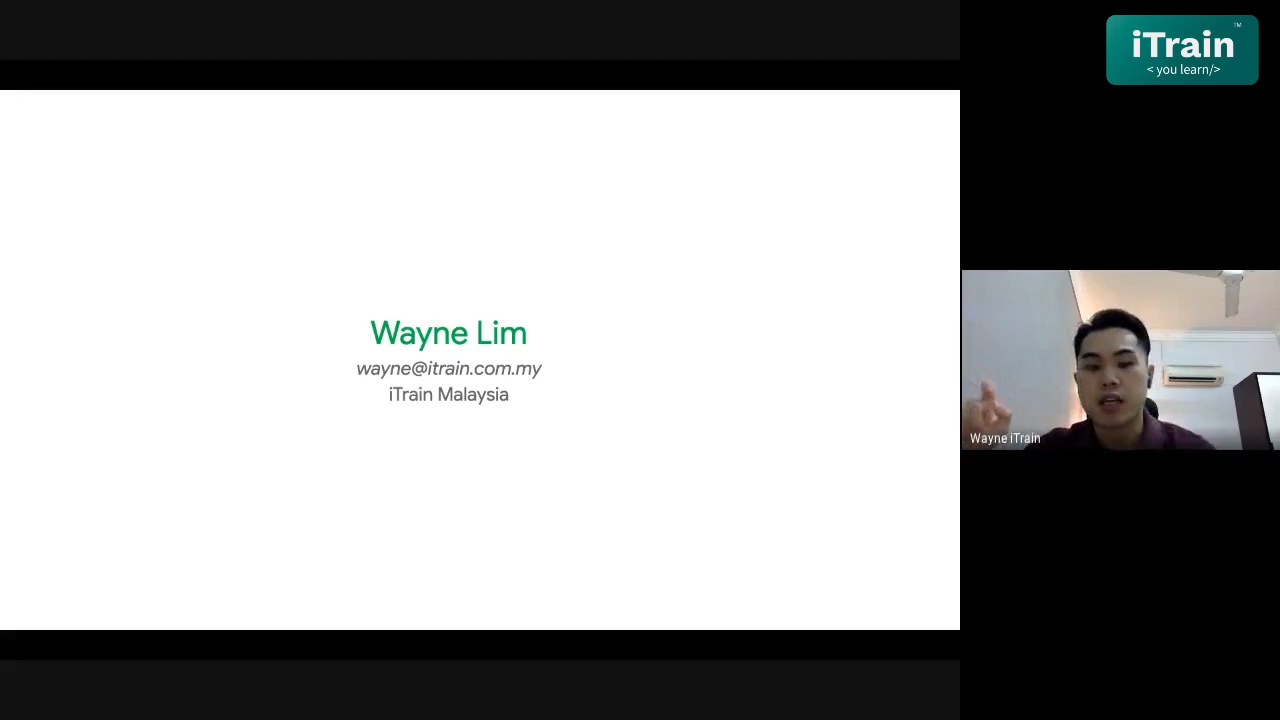 iTrain™
< you learn/>
Wayne Lim
wayne@itrain.com.my
iTrain Malaysia
Wayne iTrain